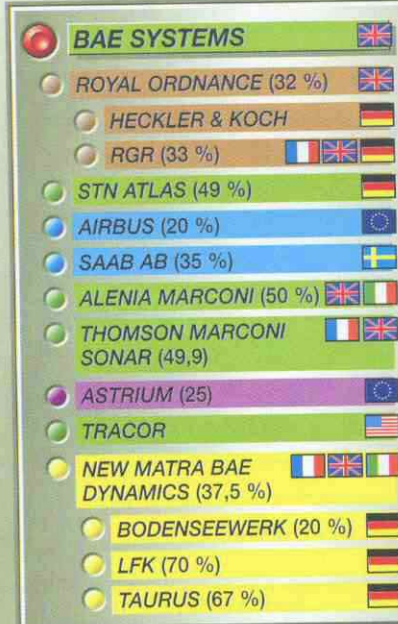 BAE SYSTEMS
ROYAL ORDNANCE (32 %)
HECKLER & KOCH
RGR (33 %)
STN ATLAS (49 %)
AIRBUS (20 %)
SAAB AB (35 %)
ALENIA MARCONI (50 %)
THOMSON MARCONI
SONAR (49,9)
ASTRIUM (25)
TRACOR
NEW MATRA BAE
DYNAMICS (37,5 %)
BODENSEEWERK (20 %)
LFK (70 %)
TAURUS (67 %)